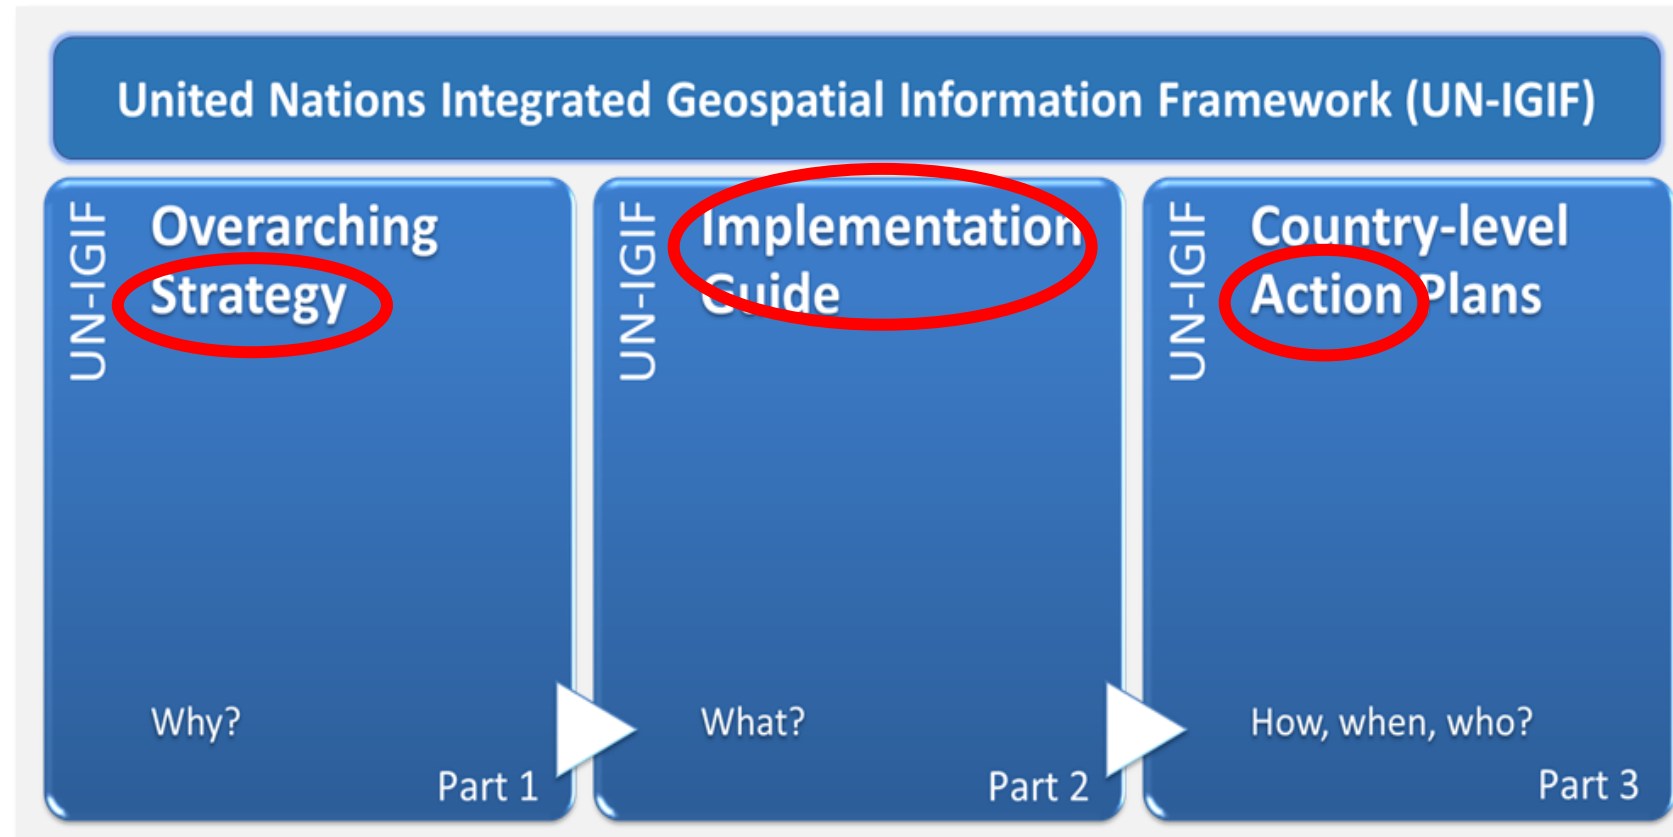 United Nations Integrated Geospatial Information Framework (UN-IGIF)
UN-IGIF
Overarching
Strategy
Why?
Part 1
UN-IGIF
Implementation
Guide
What?
Part 2
UN-IGIF
Country-level
Action Plans
How, when, who?
Part 3